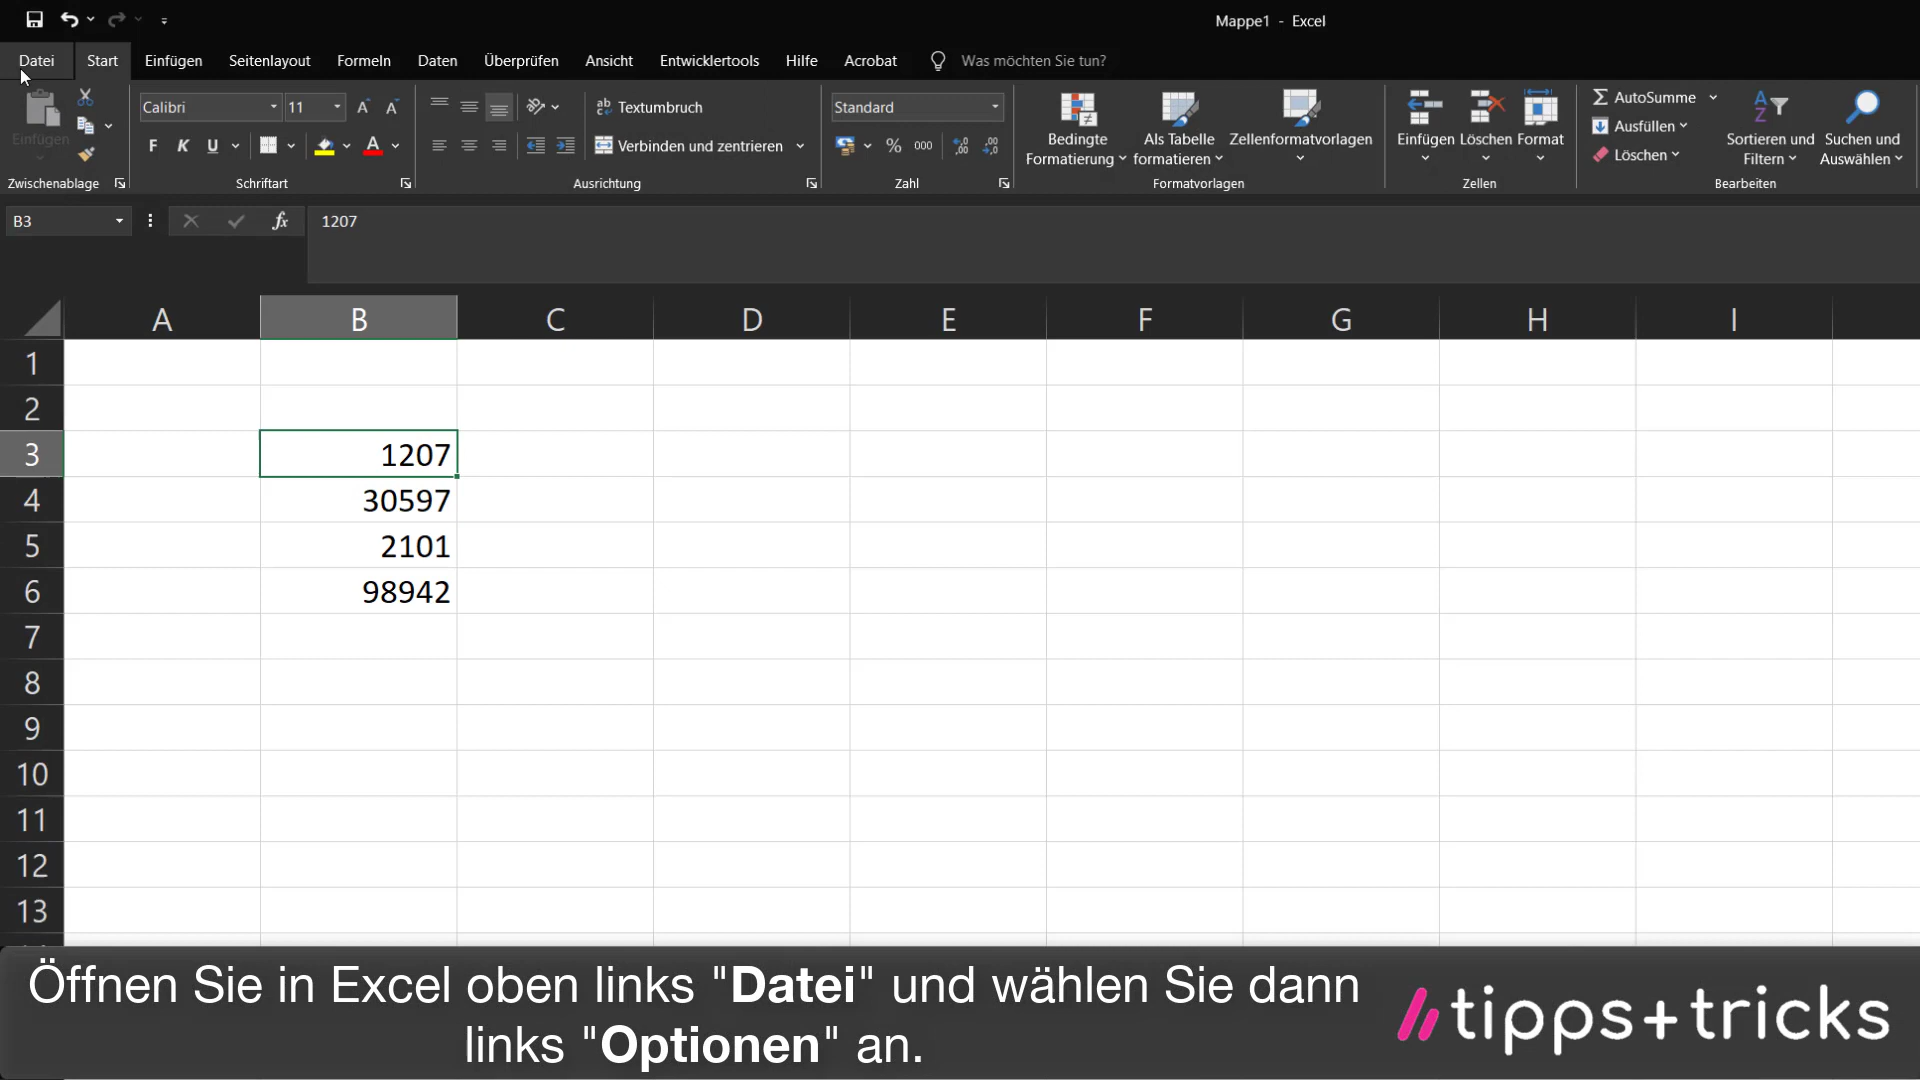 Mappe1 - Excel
Datei Start Einfügen Seitenlayout Formeln Daten Überprüfen Ansicht Entwicklertools Hilfe Acrobat Was möchten Sie tun?
Einfügen
Zwischenablage
Calibri 11
F K U
Schriftart
Textumbruch
Verbinden und zentrieren
Ausrichtung
Standard
% 000
Zahl
Bedingte Formatierung
Als Tabelle formatieren
Zellenformatvorlagen
Formatvorlagen
Einfügen Löschen Format
Zellen
AutoSumme
Ausfüllen
Löschen
Sortieren und Filtern
Suchen und Auswählen
Bearbeiten
B3 fx 1207
A B C D E F G H I
1
2
3 1207
4 30597
5 2101
6 98942
7
8
9
10
11
12
13
Öffnen Sie in Excel oben links "Datei" und wählen Sie dann
links "Optionen" an.
tipps+tricks